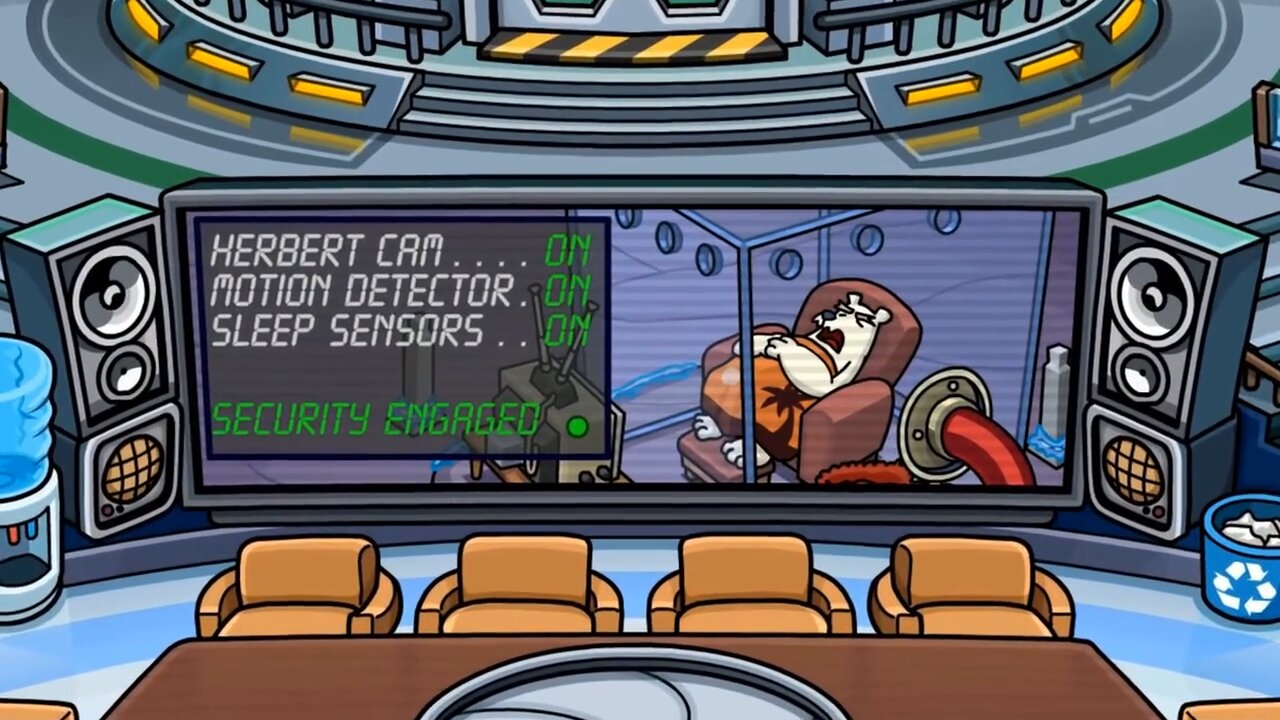 HERBERT CAM.... ON
MOTION DETECTOR. ON
SLEEP SENSORS.. ON
SECURITY ENGAGED